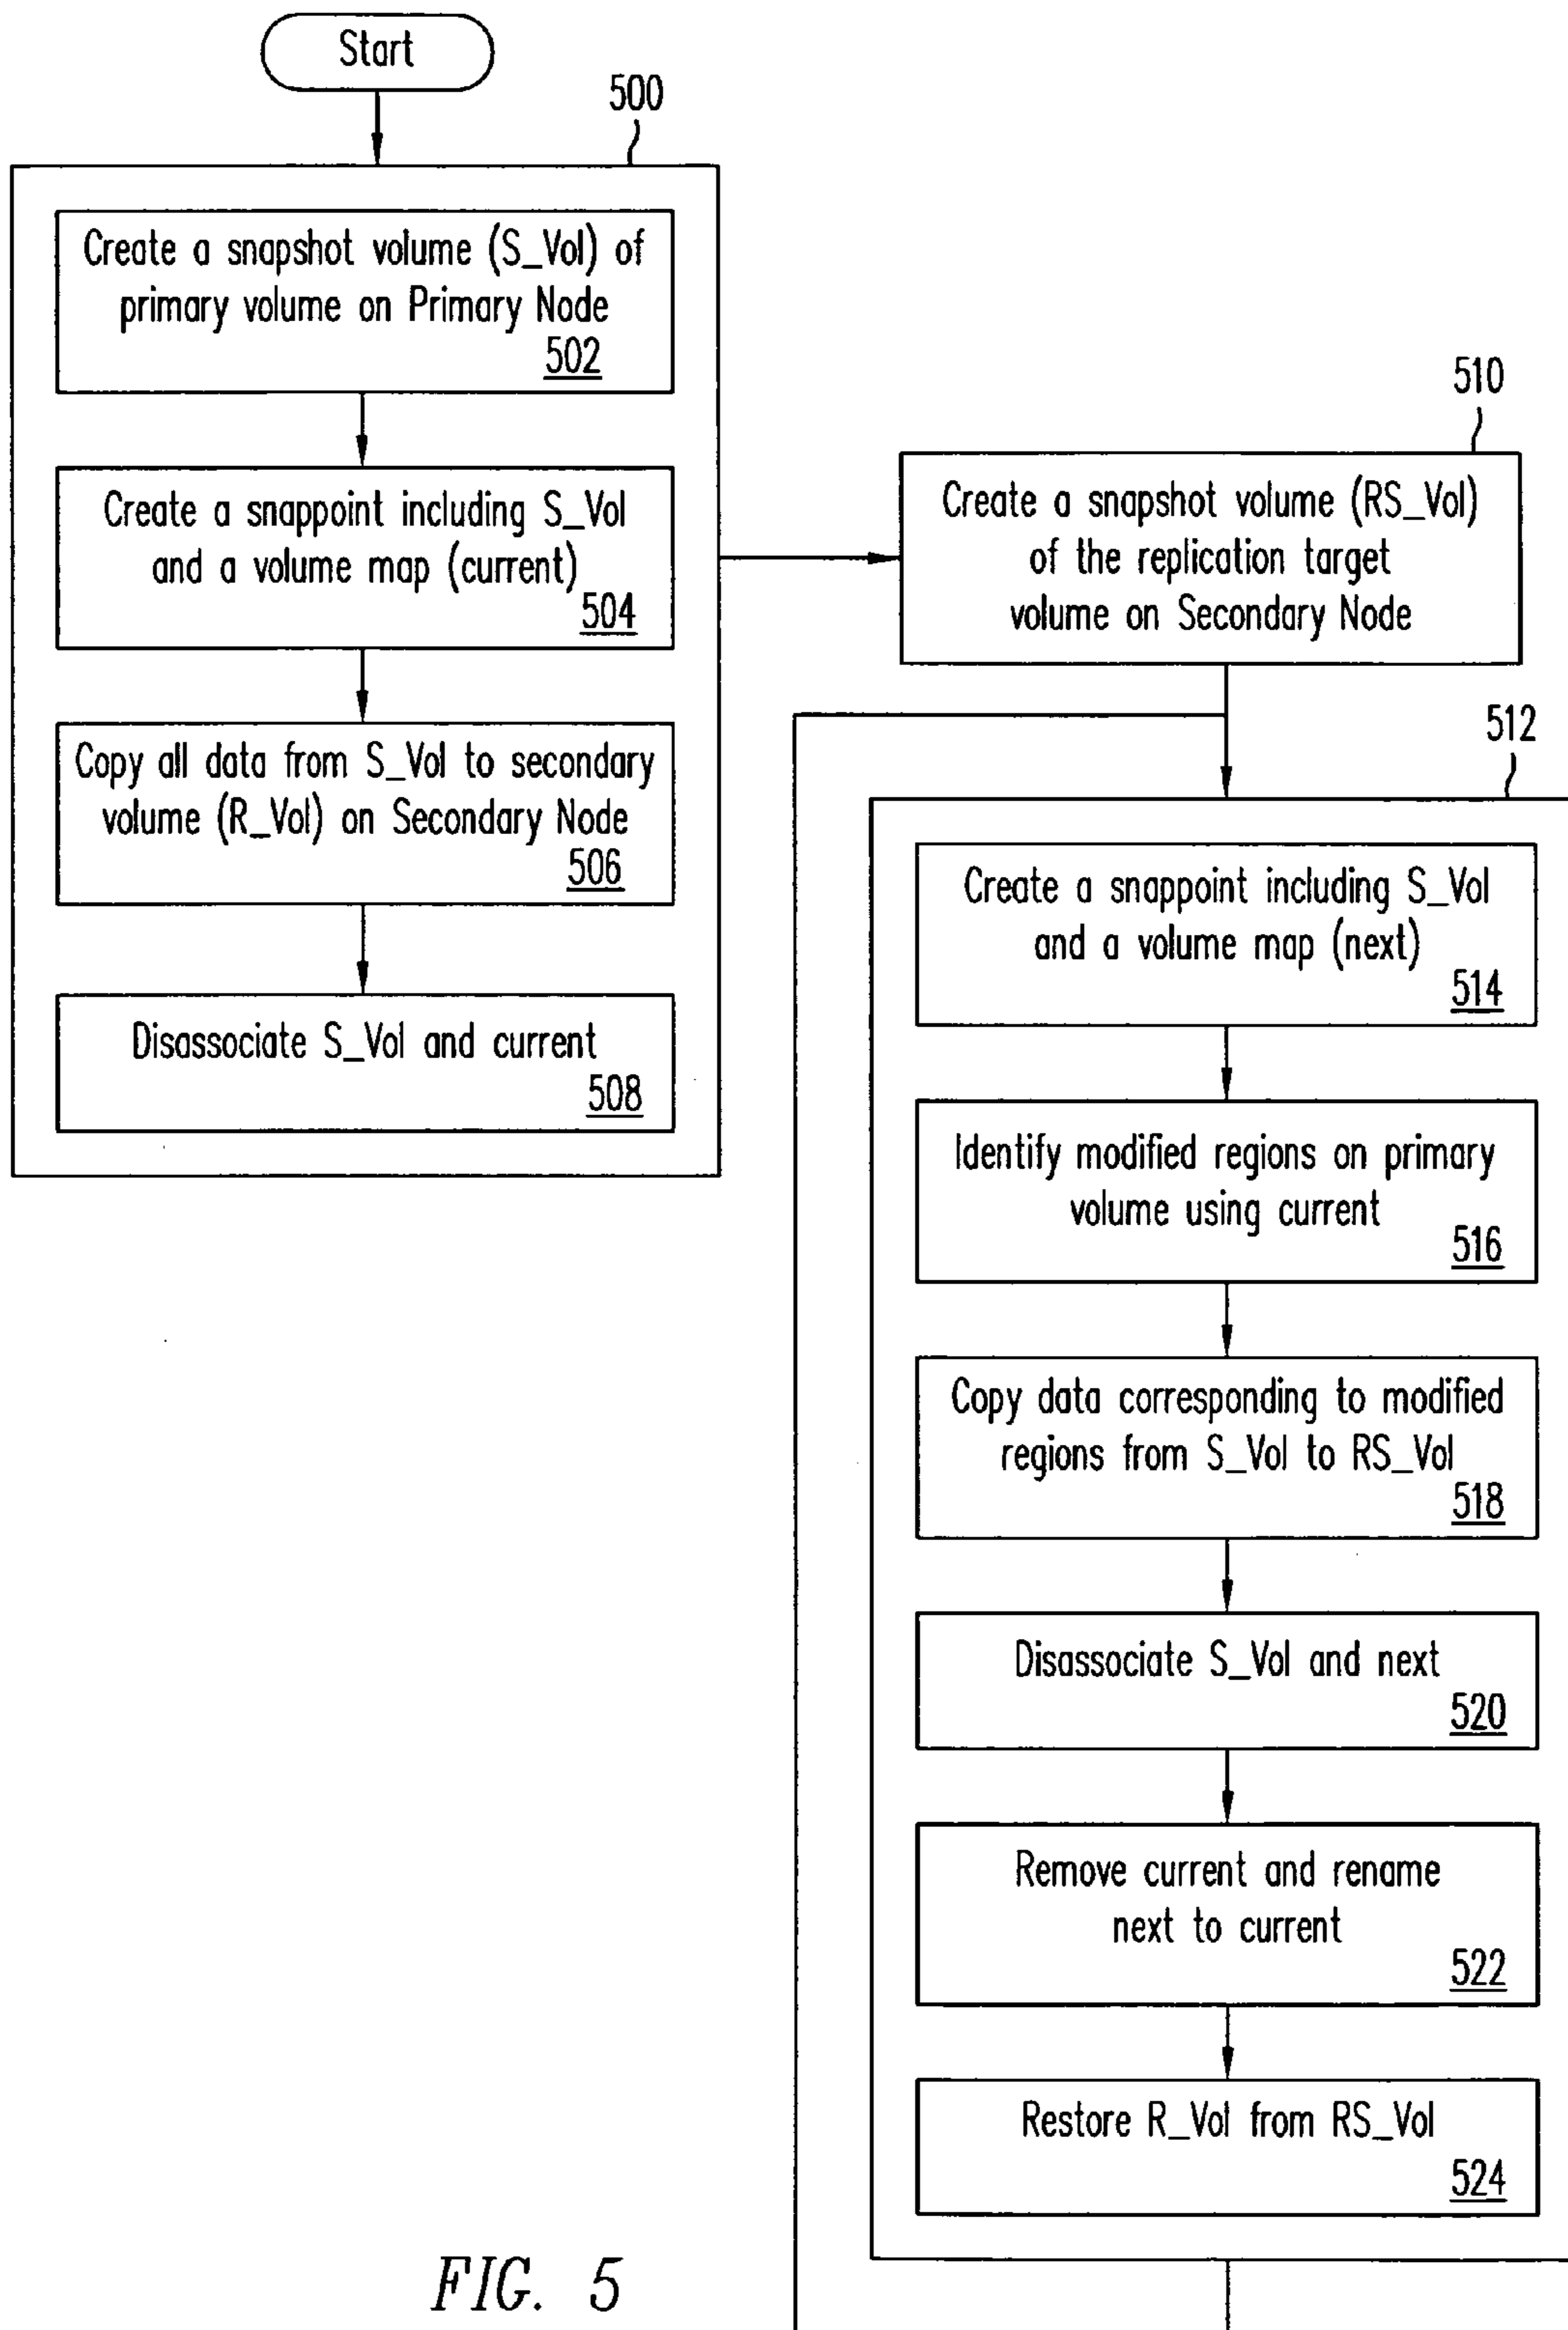 Start
500
Create a snapshot volume (S_Vol) of
primary volume on Primary Node
502
Create a snappoint including S_Vol
and a volume map (current)
504
Copy all data from S_Vol to secondary
volume (R_Vol) on Secondary Node
506
Disassociate S_Vol and current
508
510
Create a snapshot volume (RS_Vol)
of the replication target
volume on Secondary Node
512
Create a snappoint including S_Vol
and a volume map (next)
514
Identify modified regions on primary
volume using current
516
Copy data corresponding to modified
regions from S_Vol to RS_Vol
518
Disassociate S_Vol and next
520
Remove current and rename
next to current
522
Restore R_Vol from RS_Vol
524
FIG. 5